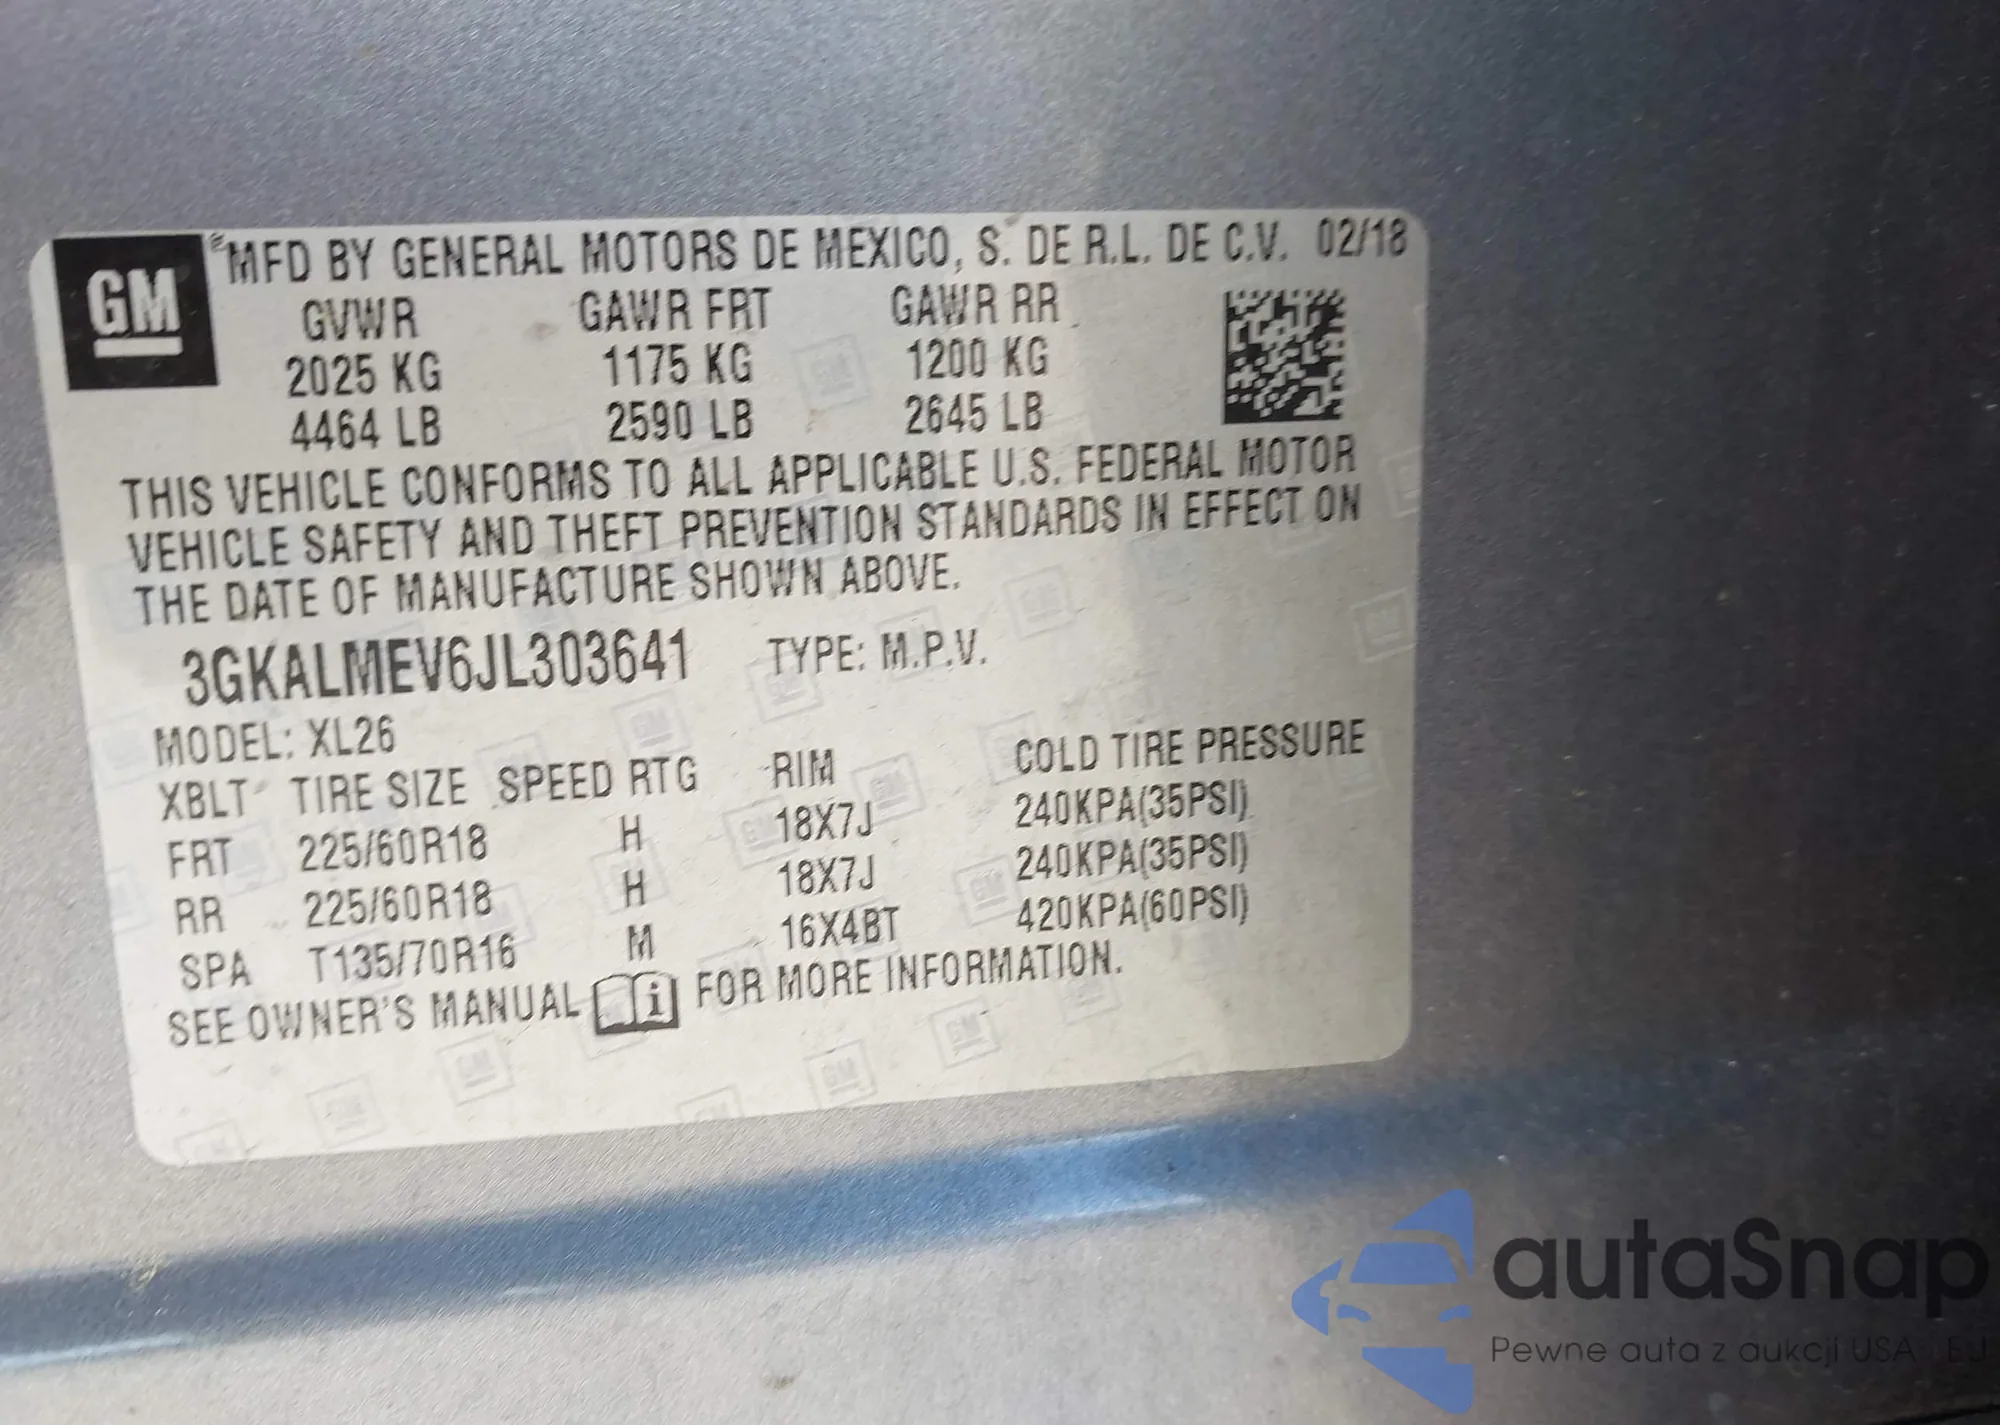 GM
MFD BY GENERAL MOTORS DE MEXICO, S. DE R.L. DE C.V. 02/18
GVWR GAWR FRT GAWR RR
2025 KG 1175 KG 1200 KG
4464 LB 2590 LB 2645 LB
THIS VEHICLE CONFORMS TO ALL APPLICABLE U.S. FEDERAL MOTOR
VEHICLE SAFETY AND THEFT PREVENTION STANDARDS IN EFFECT ON
THE DATE OF MANUFACTURE SHOWN ABOVE.
3GKALMEV6JL303641 TYPE: M.P.V.
MODEL: XL26
XBLT TIRE SIZE SPEED RTG RIM COLD TIRE PRESSURE
FRT 225/60R18 H 18X7J 240KPA(35PSI)
RR 225/60R18 H 18X7J 240KPA(35PSI)
SPA T135/70R16 M 16X4BT 420KPA(60PSI)
SEE OWNER'S MANUAL i FOR MORE INFORMATION.
autaSnap
Pewne auta z aukcji USA i EU